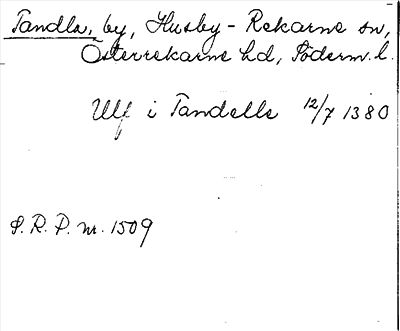 Tandla, by, Husby-Rekarne sn,
Österrekarne hd, Söderm. l.
Ulf i Tandelle 12/7 1380
S. R. P. nr. 1509